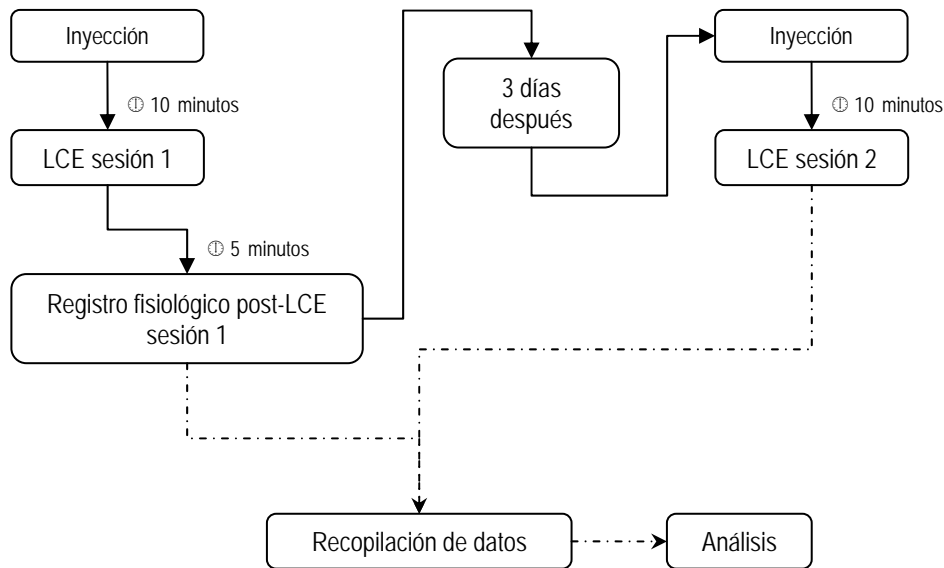 Inyección
10 minutos
LCE sesión 1
5 minutos
Registro fisiológico post-LCE
sesión 1
3 días
después
Inyección
10 minutos
LCE sesión 2
Recopilación de datos
Análisis